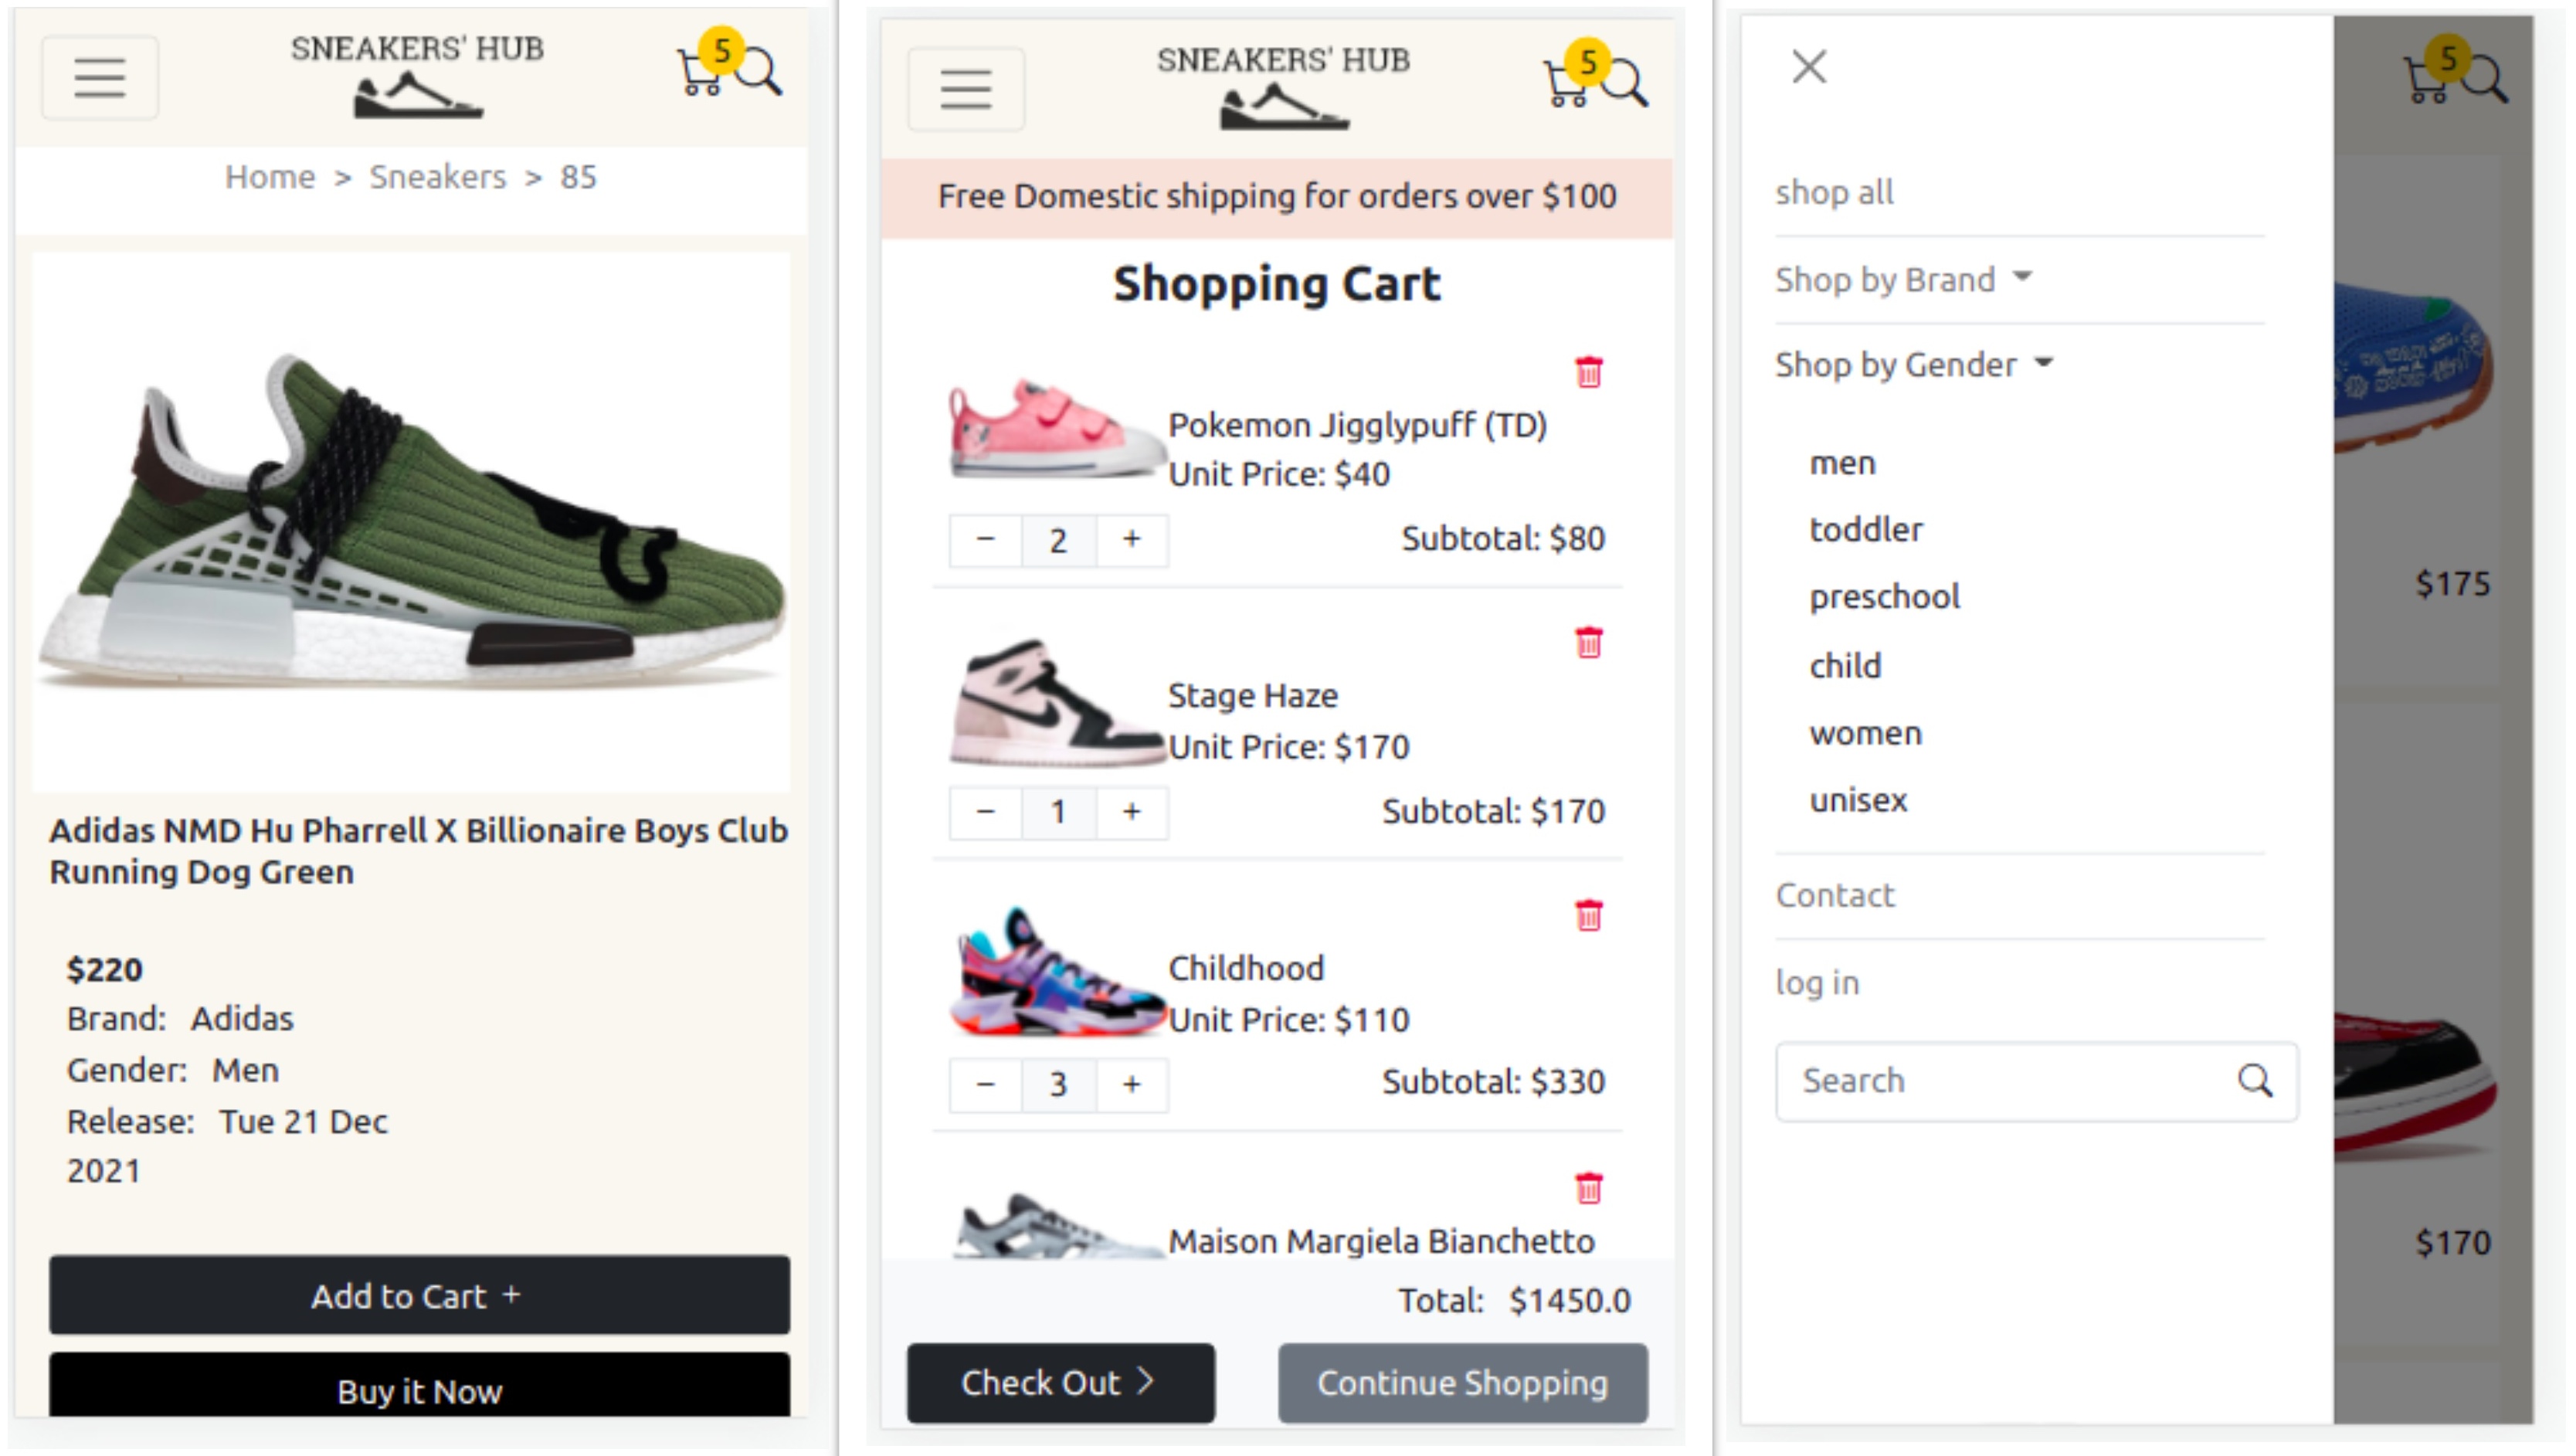 SNEAKERS' HUB
5
Home > Sneakers > 85
Adidas NMD Hu Pharrell X Billionaire Boys Club
Running Dog Green
$220
Brand: Adidas
Gender: Men
Release: Tue 21 Dec
2021
Add to Cart +
Buy it Now
SNEAKERS' HUB
5
Free Domestic shipping for orders over $100
Shopping Cart
Pokemon Jigglypuff (TD)
Unit Price: $40
− 2 + Subtotal: $80
Stage Haze
Unit Price: $170
− 1 + Subtotal: $170
Childhood
Unit Price: $110
− 3 + Subtotal: $330
Maison Margiela Bianchetto
Total: $1450.0
Check Out >
Continue Shopping
5
shop all
Shop by Brand
Shop by Gender
men
toddler
preschool
child
women
unisex
Contact
log in
Search
$175
$170